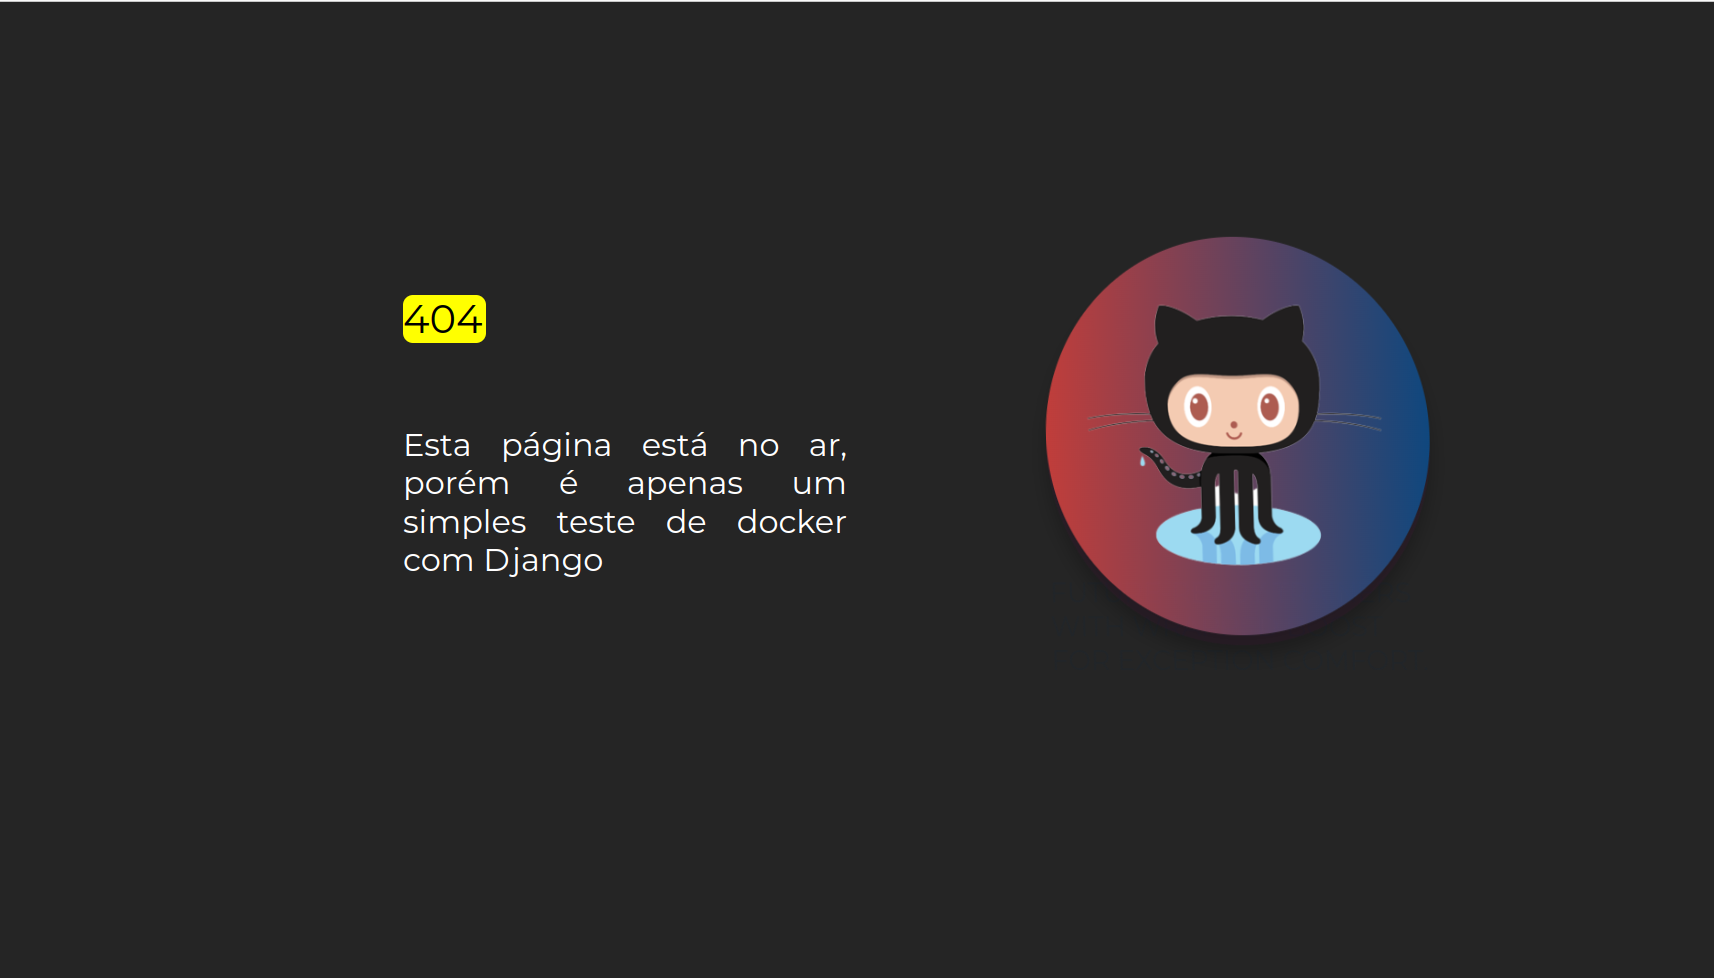 404
Esta página está no ar,
porém é apenas um
simples teste de docker
com Django